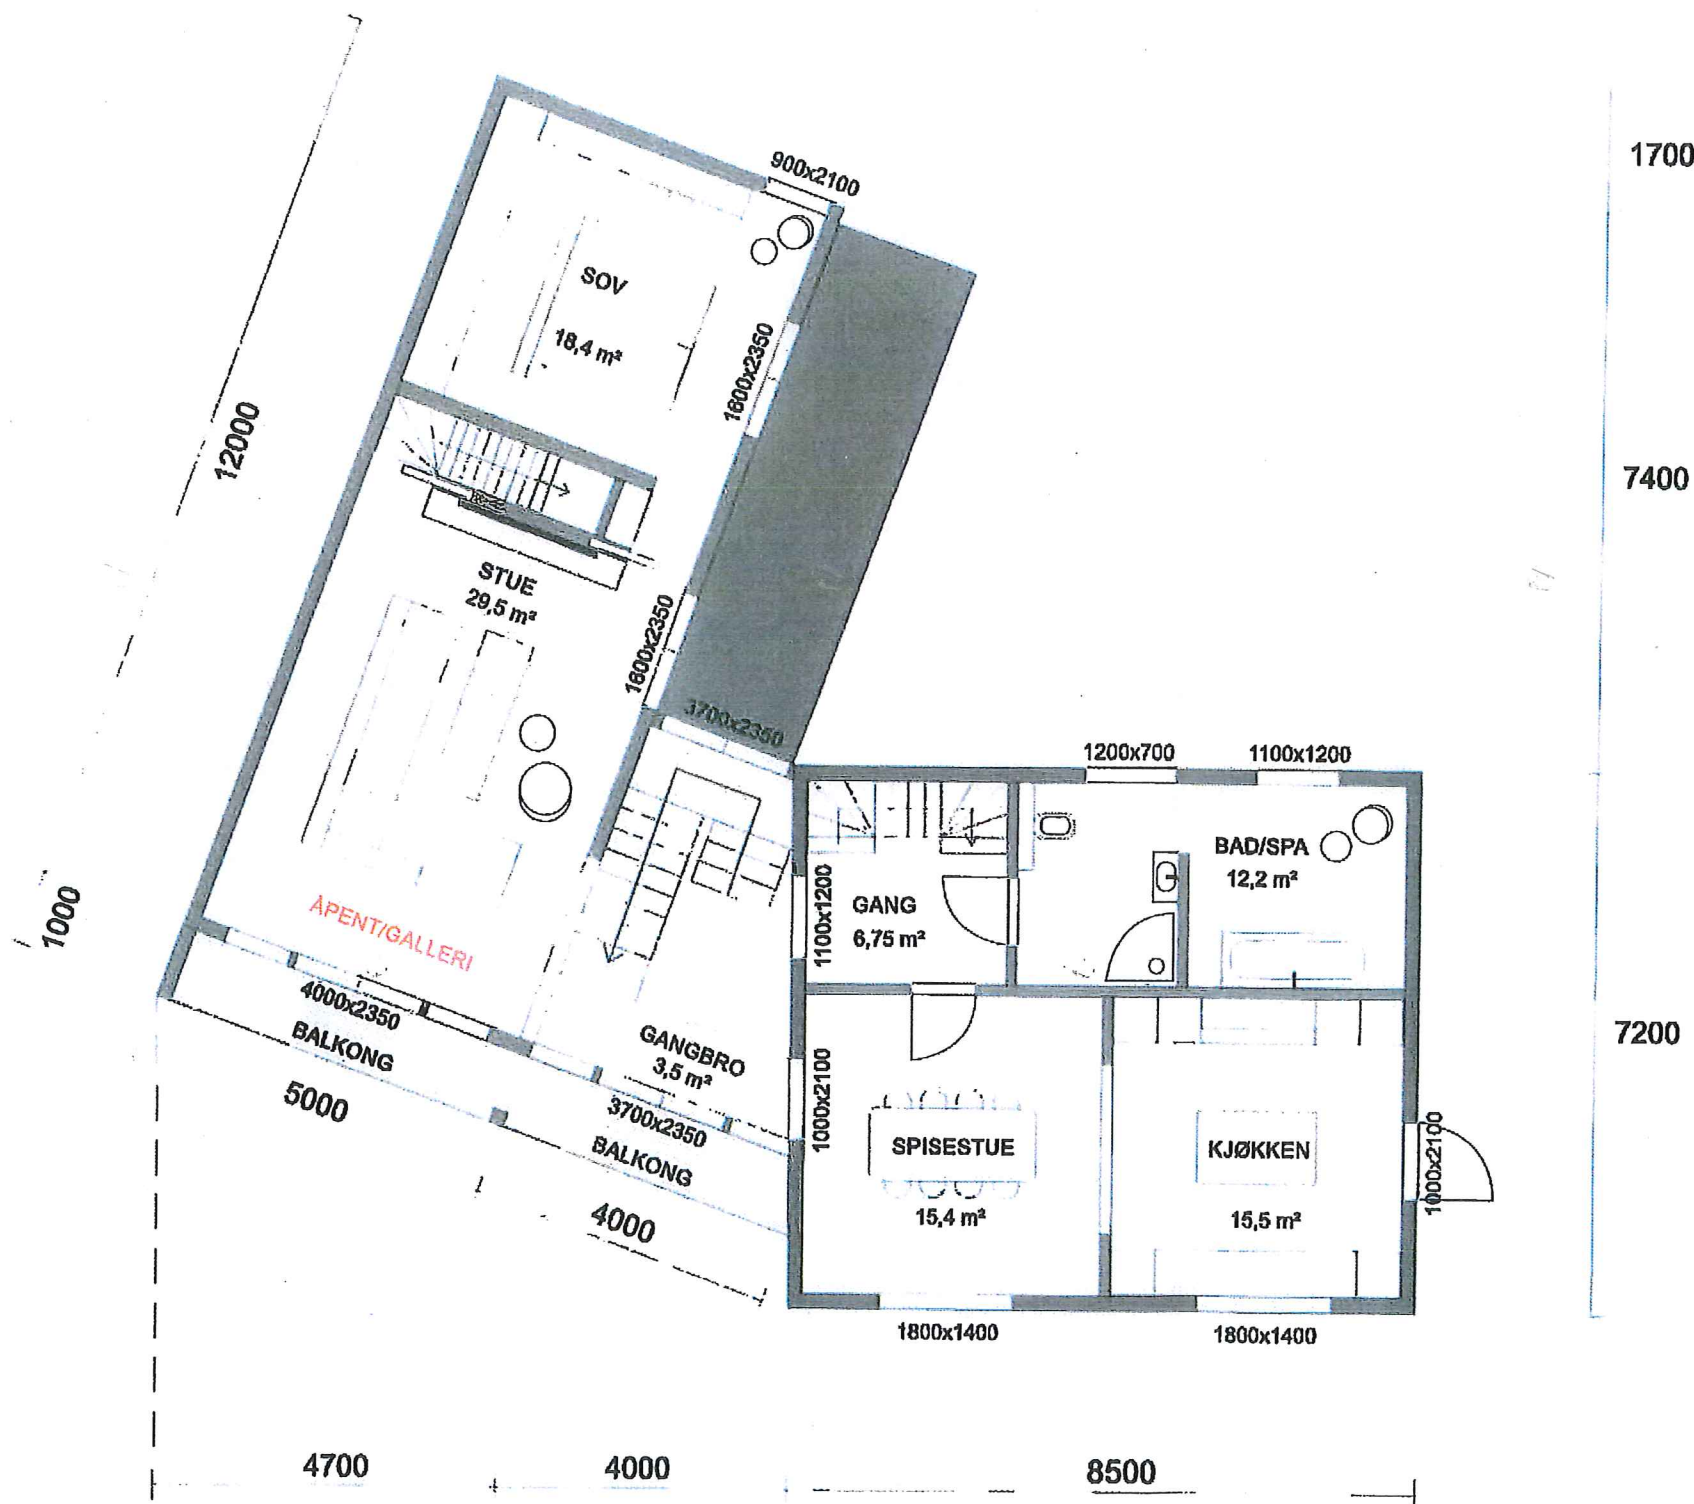 1700
900x2100
SOV
18,4 m²
1600x2350
12000
7400
STUE
29,5 m²
1600x2350
3700x2350
1200x700
1100x1200
BAD/SPA
12,2 m²
GANG
6,75 m²
1100x1200
1000
APENT/GALLERI
4000x2350
BALKONG
5000
GANGBRO
3,5 m²
3700x2350
BALKONG
4000
1000x2100
SPISESTUE
15,4 m²
KJØKKEN
15,5 m²
1000x2100
7200
1800x1400
1800x1400
4700
4000
8500